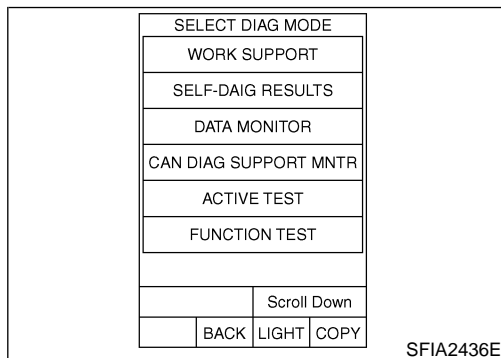 SELECT DIAG MODE
WORK SUPPORT
SELF-DAIG RESULTS
DATA MONITOR
CAN DIAG SUPPORT MNTR
ACTIVE TEST
FUNCTION TEST
Scroll Down
BACK LIGHT COPY
SFIA2436E